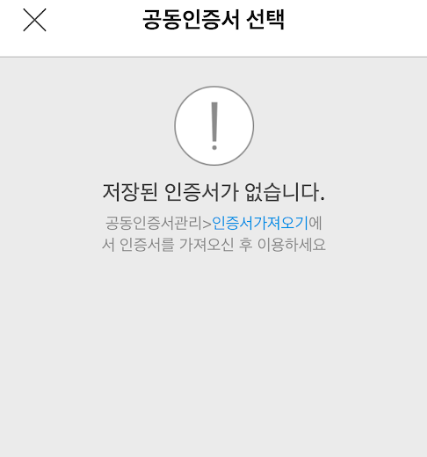 공동인증서 선택
저장된 인증서가 없습니다.
공동인증서관리>인증서가져오기에
서 인증서를 가져오신 후 이용하세요